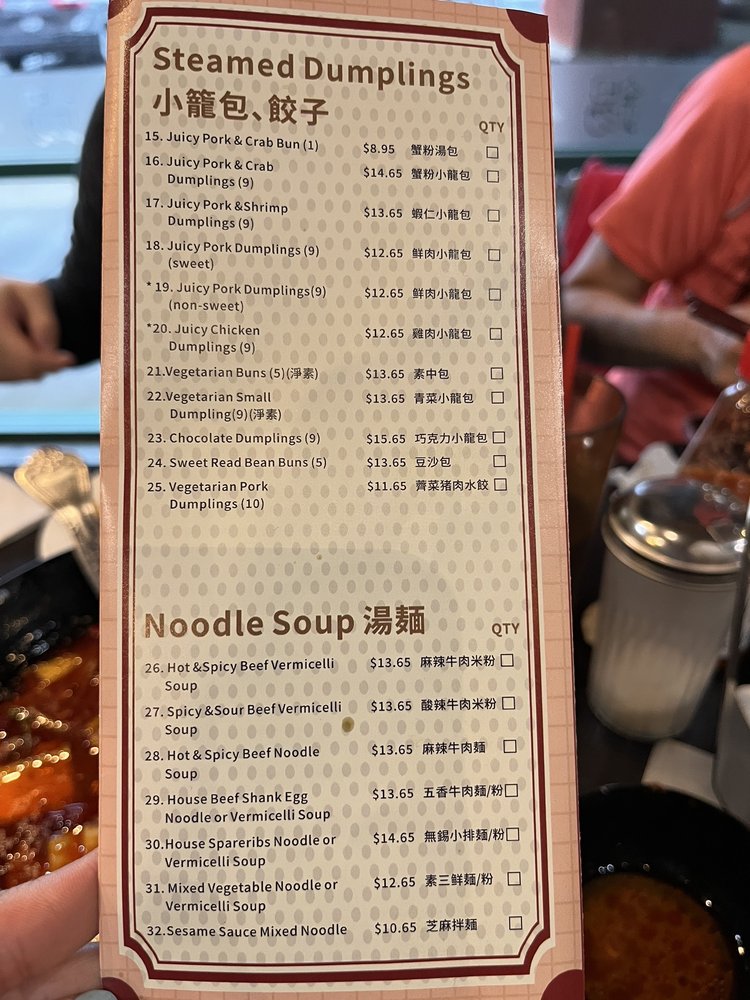 Steamed Dumplings
小籠包、餃子
QTY
15. Juicy Pork & Crab Bun (1) $8.95 蟹粉湯包
16. Juicy Pork & Crab $14.65 蟹粉小龍包
Dumplings (9)
17. Juicy Pork &Shrimp $13.65 蝦仁小龍包
Dumplings (9)
18. Juicy Pork Dumplings (9) $12.65 鮮肉小龍包
(sweet)
* 19. Juicy Pork Dumplings(9) $12.65 鮮肉小龍包
(non-sweet)
*20. Juicy Chicken $12.65 雞肉小龍包
Dumplings (9)
21.Vegetarian Buns (5)(淨素) $13.65 素中包
22.Vegetarian Small $13.65 青菜小龍包
Dumpling(9)(淨素)
23. Chocolate Dumplings (9) $15.65 巧克力小龍包
24. Sweet Read Bean Buns (5) $13.65 豆沙包
25. Vegetarian Pork $11.65 薺菜猪肉水餃
Dumplings (10)
Noodle Soup 湯麵
QTY
26. Hot &Spicy Beef Vermicelli $13.65 麻辣牛肉米粉
Soup
27. Spicy &Sour Beef Vermicelli $13.65 酸辣牛肉米粉
Soup
28. Hot & Spicy Beef Noodle $13.65 麻辣牛肉麵
Soup
29. House Beef Shank Egg $13.65 五香牛肉麵/粉
Noodle or Vermicelli Soup
30.House Spareribs Noodle or $14.65 無錫小排麵/粉
Vermicelli Soup
31. Mixed Vegetable Noodle or $12.65 素三鮮麵/粉
Vermicelli Soup
32.Sesame Sauce Mixed Noodle $10.65 芝麻拌麵